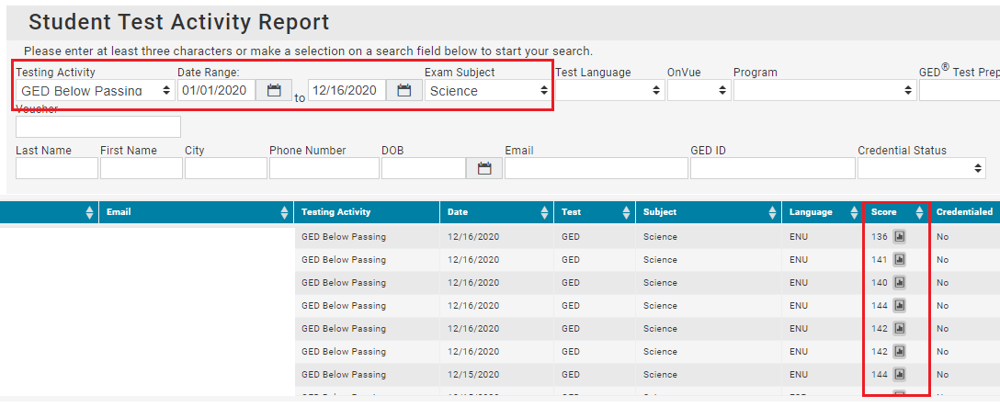 Student Test Activity Report
Please enter at least three characters or make a selection on a search field below to start your search.
Testing Activity Date Range: Exam Subject Test Language OnVue Program GED® Test Prep
GED Below Passing 01/01/2020 to 12/16/2020 Science
Voucher
Last Name First Name City Phone Number DOB Email GED ID Credential Status
Email Testing Activity Date Test Subject Language Score Credentialed
GED Below Passing 12/16/2020 GED Science ENU 136 No
GED Below Passing 12/16/2020 GED Science ENU 141 No
GED Below Passing 12/16/2020 GED Science ENU 140 No
GED Below Passing 12/16/2020 GED Science ENU 144 No
GED Below Passing 12/16/2020 GED Science ENU 142 No
GED Below Passing 12/16/2020 GED Science ENU 142 No
GED Below Passing 12/15/2020 GED Science ENU 144 No